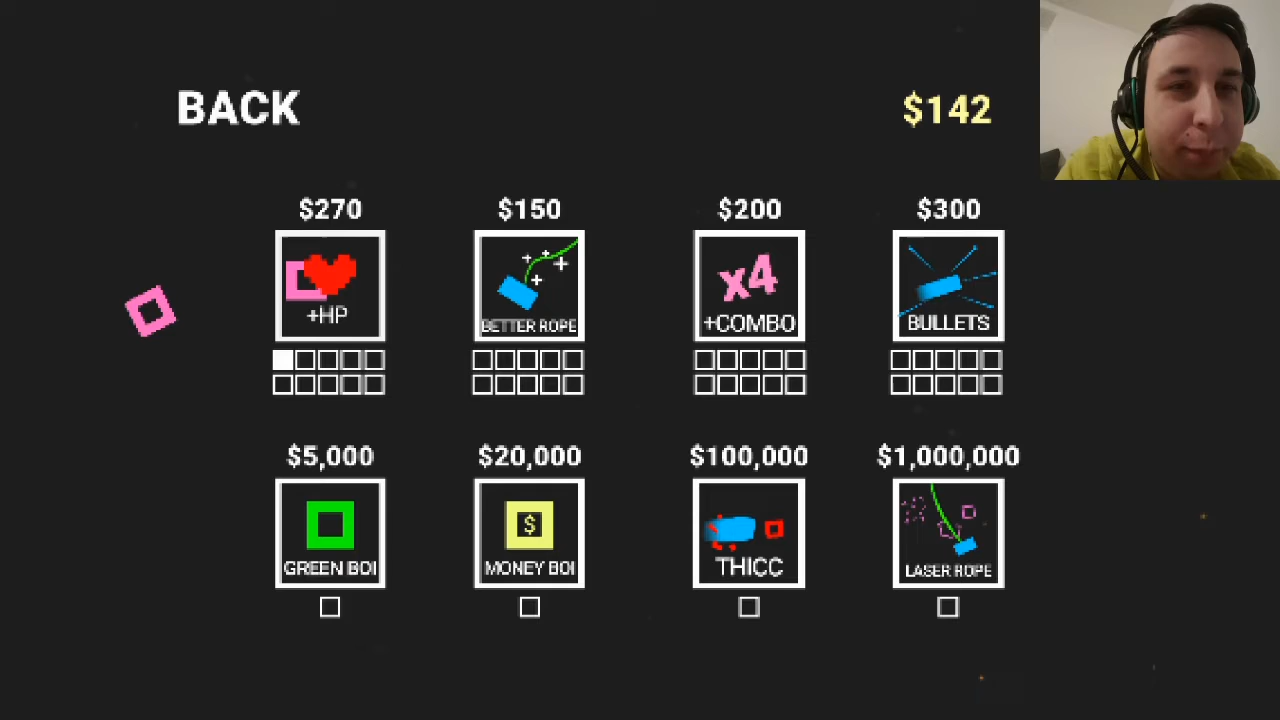 BACK
$142
$270 $150 $200 $300
+HP BETTER ROPE x4 +COMBO BULLETS
$5,000 $20,000 $100,000 $1,000,000
$
GREEN BOI MONEY BOI THICC LASER ROPE